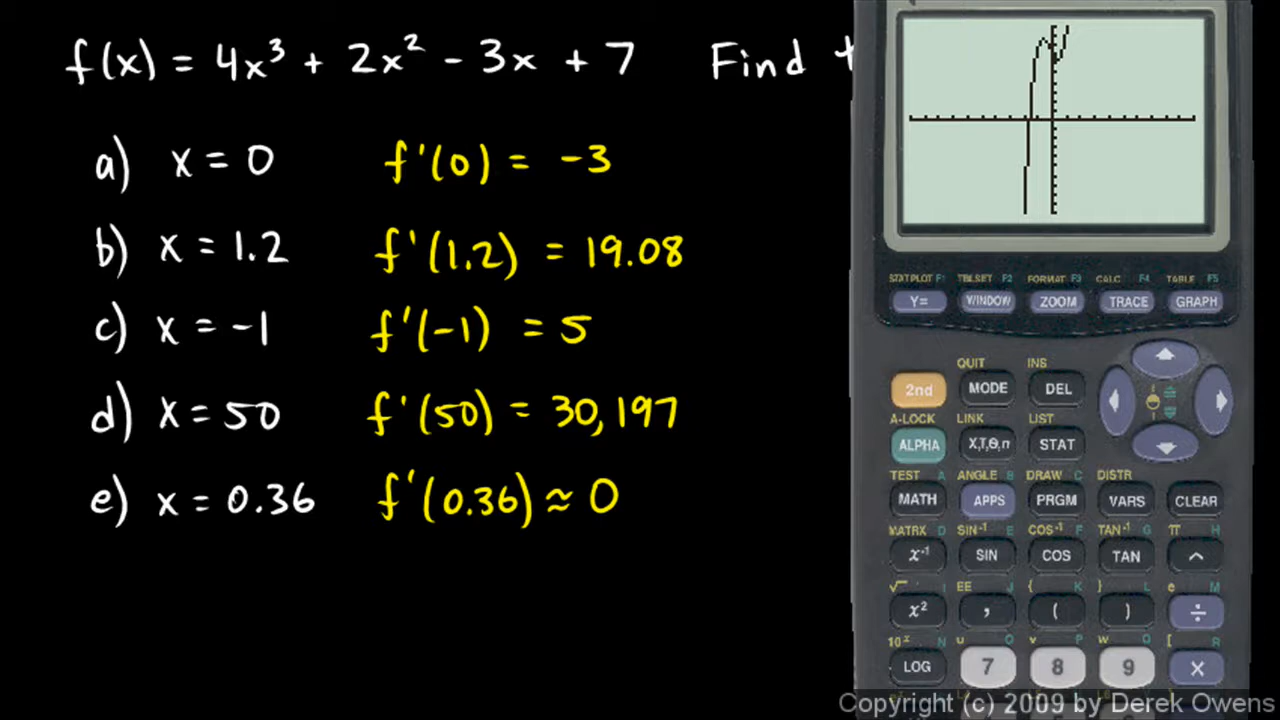 f(x) = 4x³ + 2x² - 3x + 7 Find t
a) x = 0 f'(0) = -3
b) x = 1.2 f'(1.2) = 19.08
c) x = -1 f'(-1) = 5
d) x = 50 f'(50) = 30,197
e) x = 0.36 f'(0.36) ≈ 0
STAT PLOT F1 TBLSET F2 FORMAT F3 CALC F4 TABLE F5
Y= WINDOW ZOOM TRACE GRAPH
QUIT INS
2nd MODE DEL
A-LOCK LINK LIST
ALPHA X,T,θ,n STAT
TEST A ANGLE B DRAW C DISTR
MATH APPS PRGM VARS CLEAR
MATRX D SIN⁻¹ E COS⁻¹ F TAN⁻¹ G π H
x⁻¹ SIN COS TAN ^
√ I EE J { K } L e M
x² , ( ) ÷
10ˣ N u O v P w Q [ R
LOG 7 8 9 ×
Copyright (c) 2009 by Derek Owens